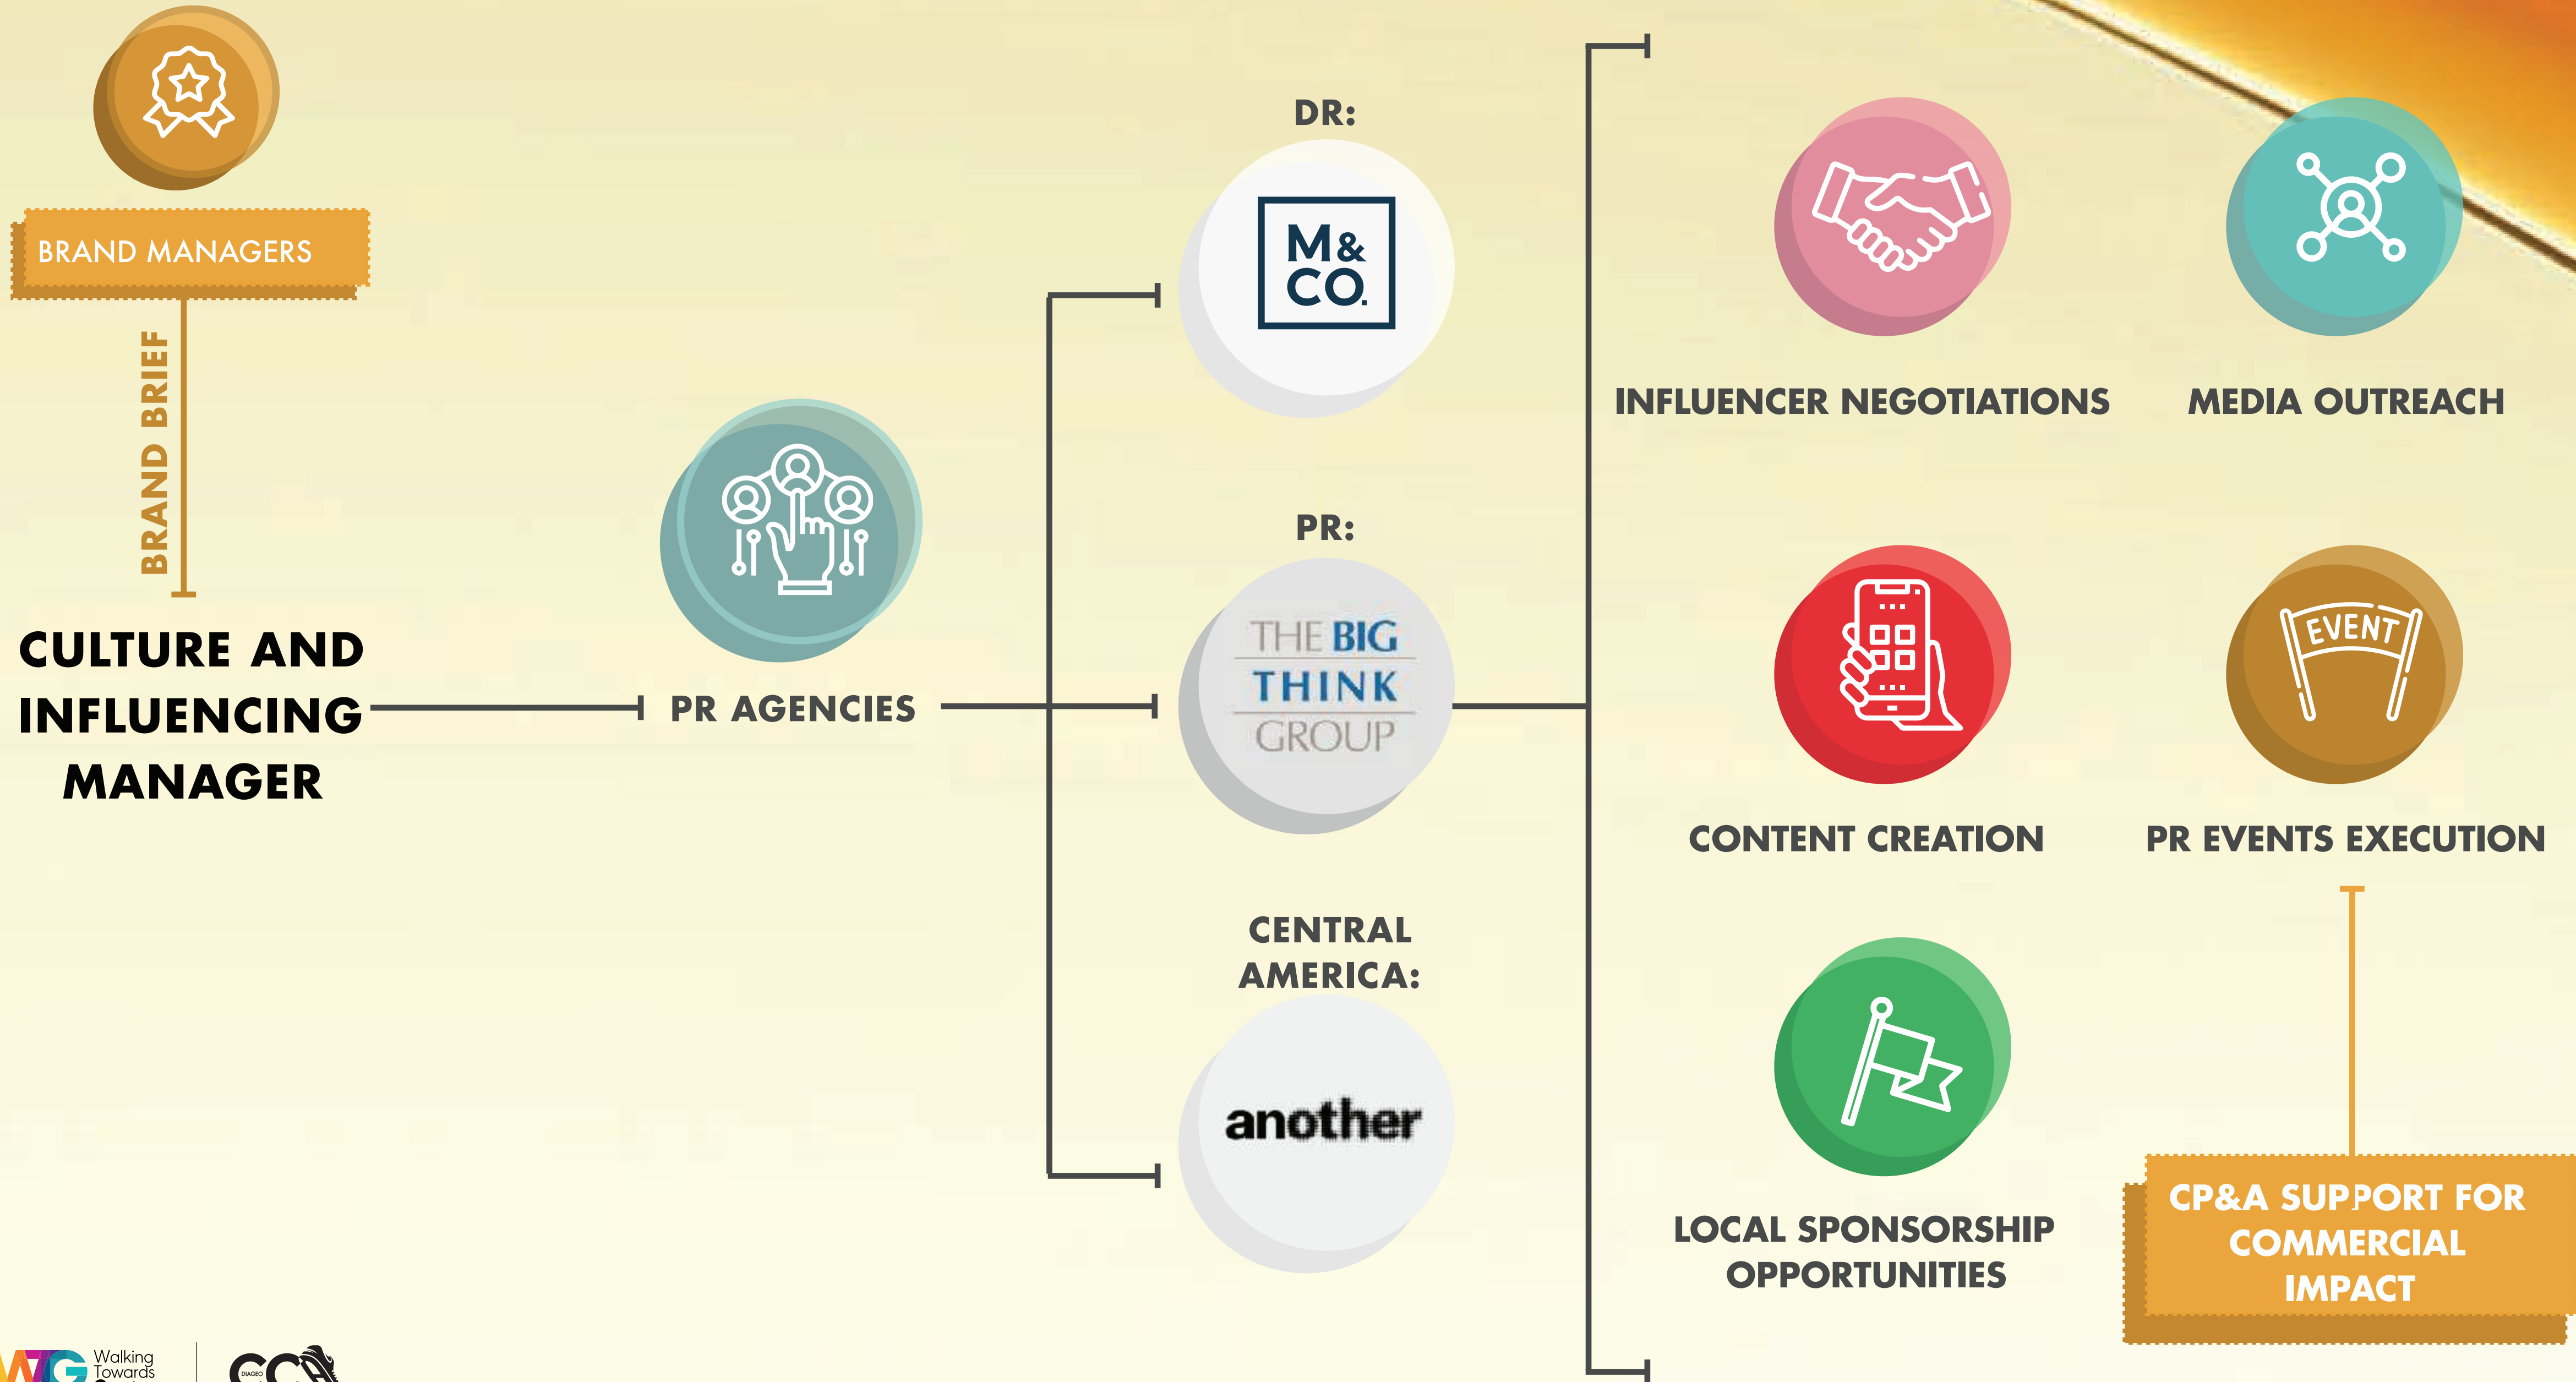 BRAND MANAGERS
BRAND BRIEF
CULTURE AND
INFLUENCING
MANAGER
PR AGENCIES
DR:
M&
CO.
PR:
THE BIG
THINK
GROUP
CENTRAL
AMERICA:
another
INFLUENCER NEGOTIATIONS
MEDIA OUTREACH
CONTENT CREATION
EVENT
PR EVENTS EXECUTION
LOCAL SPONSORSHIP
OPPORTUNITIES
CP&A SUPPORT FOR
COMMERCIAL
IMPACT
WTG
Walking
Towards
DIAGEO